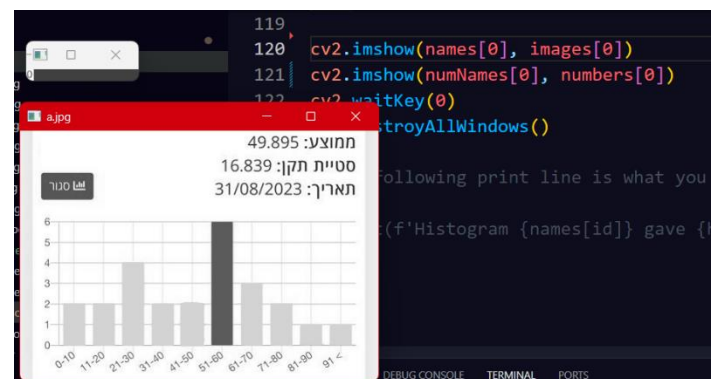 119
120 cv2.imshow(names[0], images[0])
121 cv2.imshow(numNames[0], numbers[0])
122 cv2.waitKey(0)
troyAllWindows()
following print line is what you
t(f'Histogram {names[id]} gave {
a.jpg
ממוצע: 49.895
סטיית תקן: 16.839
תאריך: 31/08/2023
סגור
6
5
4
3
2
1
0
0-10 11-20 21-30 31-40 41-50 51-60 61-70 71-80 81-90 91 <
DEBUG CONSOLE TERMINAL PORTS